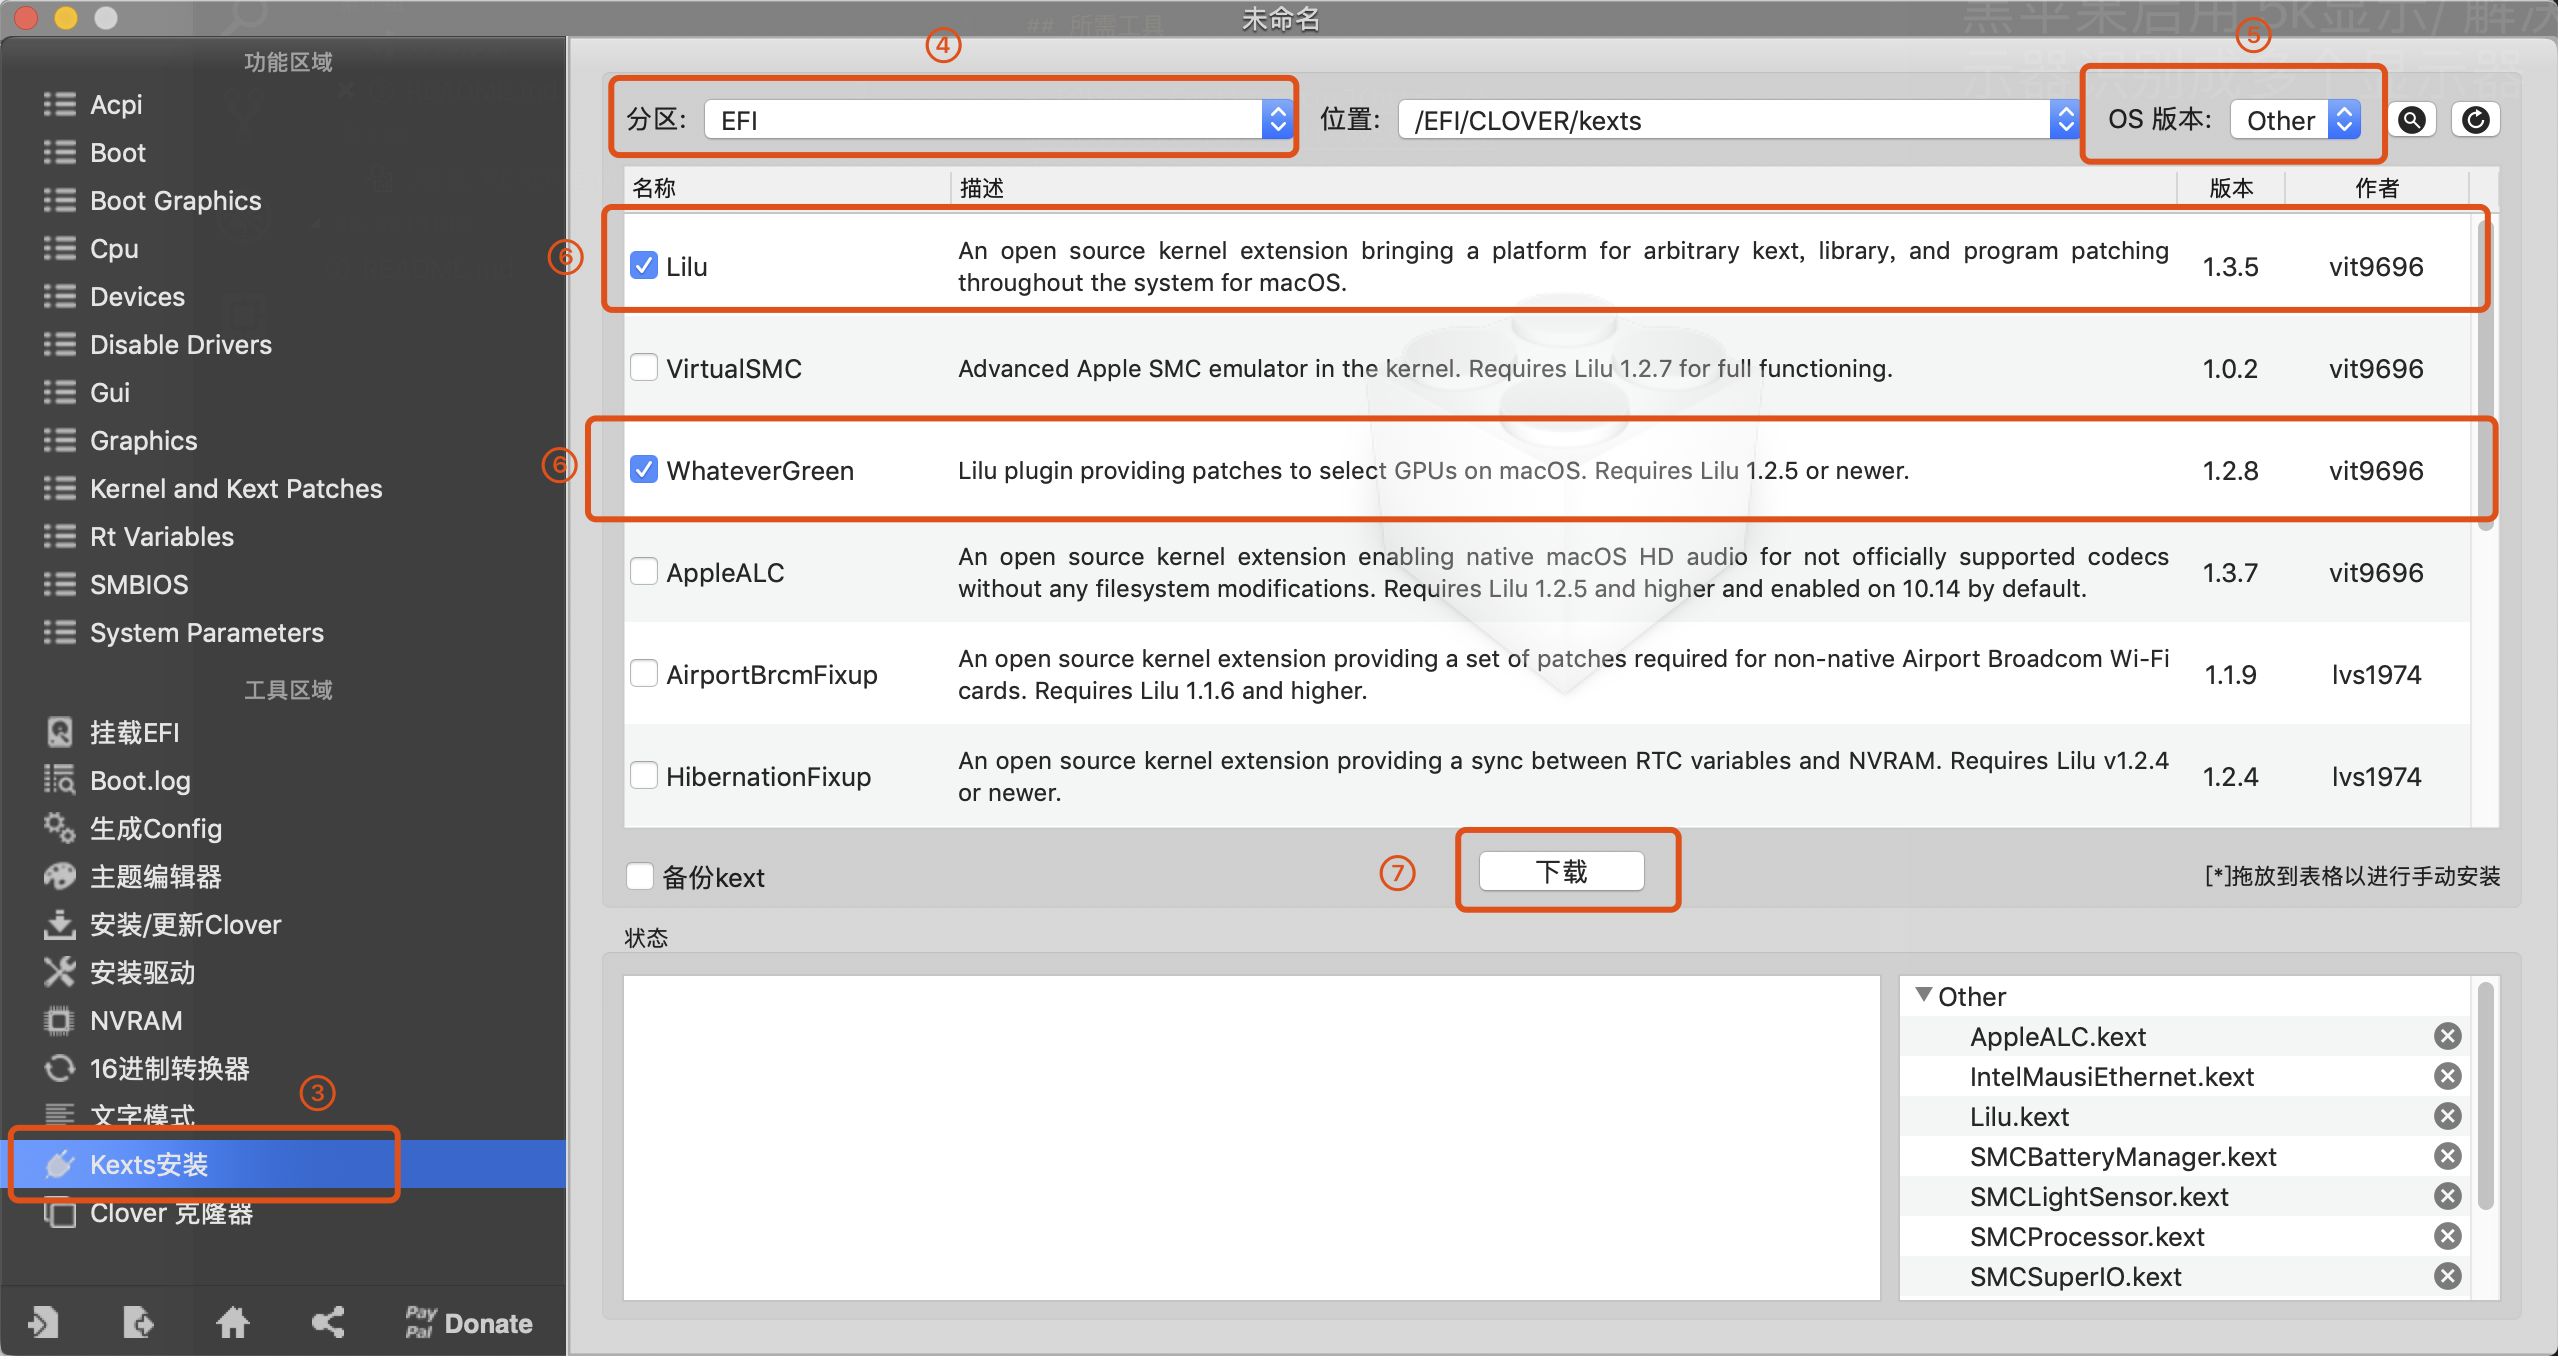 未命名
## 所需工具
黑苹果启用 5k显示/ 解决
④
⑤
功能区域
Acpi
Boot
Boot Graphics
Cpu
Devices
Disable Drivers
Gui
Graphics
Kernel and Kext Patches
Rt Variables
SMBIOS
System Parameters
工具区域
挂载EFI
Boot.log
生成Config
主题编辑器
安装/更新Clover
安装驱动
NVRAM
16进制转换器
③
文字模式
Kexts安装
Clover 克隆器
Pay
Pal
Donate
分区: EFI 位置: /EFI/CLOVER/kexts OS 版本: Other
名称 描述 版本 作者
⑥
Lilu
An open source kernel extension bringing a platform for arbitrary kext, library, and program patching
throughout the system for macOS.
1.3.5 vit9696
VirtualSMC Advanced Apple SMC emulator in the kernel. Requires Lilu 1.2.7 for full functioning. 1.0.2 vit9696
⑥
WhateverGreen Lilu plugin providing patches to select GPUs on macOS. Requires Lilu 1.2.5 or newer. 1.2.8 vit9696
AppleALC
An open source kernel extension enabling native macOS HD audio for not officially supported codecs
without any filesystem modifications. Requires Lilu 1.2.5 and higher and enabled on 10.14 by default.
1.3.7 vit9696
AirportBrcmFixup
An open source kernel extension providing a set of patches required for non-native Airport Broadcom Wi-Fi
cards. Requires Lilu 1.1.6 and higher.
1.1.9 lvs1974
HibernationFixup
An open source kernel extension providing a sync between RTC variables and NVRAM. Requires Lilu v1.2.4
or newer.
1.2.4 lvs1974
备份kext
⑦
下载
[*]拖放到表格以进行手动安装
状态
Other
AppleALC.kext
IntelMausiEthernet.kext
Lilu.kext
SMCBatteryManager.kext
SMCLightSensor.kext
SMCProcessor.kext
SMCSuperIO.kext